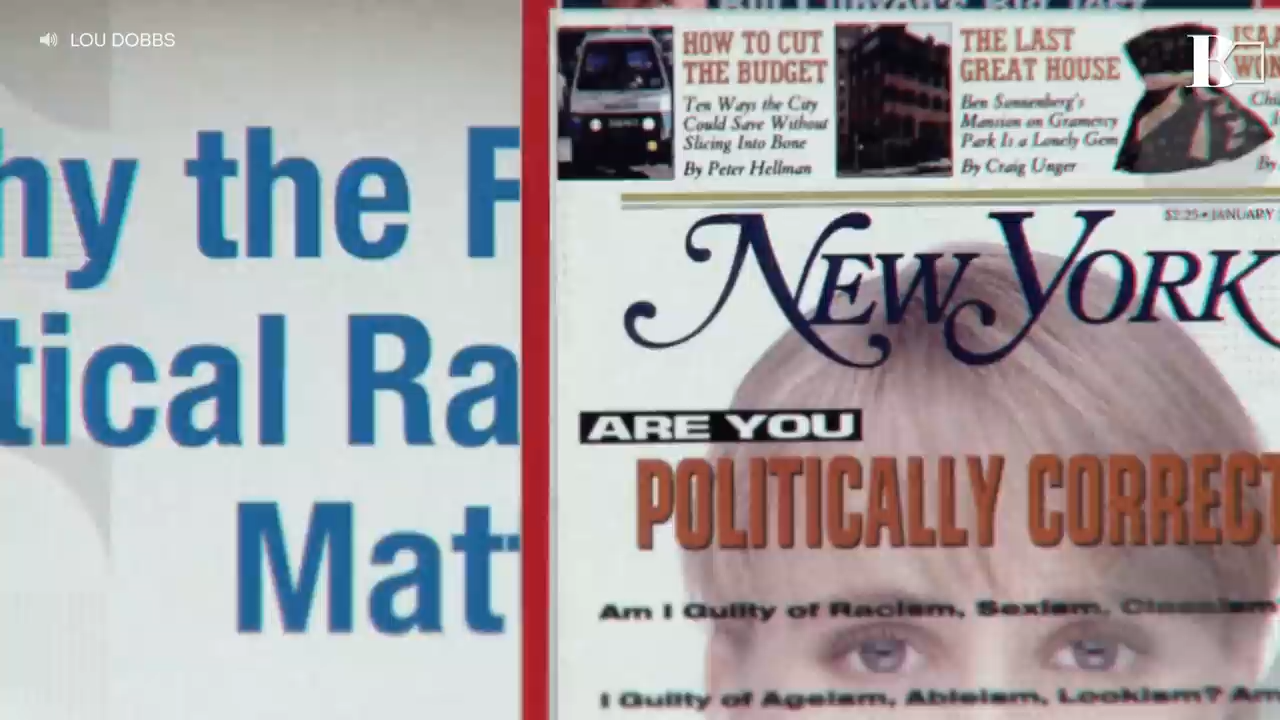 LOU DOBBS
hy the
tical Ra
Mat
HOW TO CUT
THE BUDGET
Ten Ways the City
Could Save Without
Slicing Into Bone
By Peter Hellman
THE LAST
GREAT HOUSE
Ben Sonnenberg's
Mansion on Gramercy
Park Is a Lonely Gem
By Craig Unger
$2.25 • JANUARY
NEW YORK
ARE YOU
POLITICALLY CORRECT
Am I Guilty of Racism, Sexism, Classism
I Guilty of Ageism, Ableism, Lookism? Am